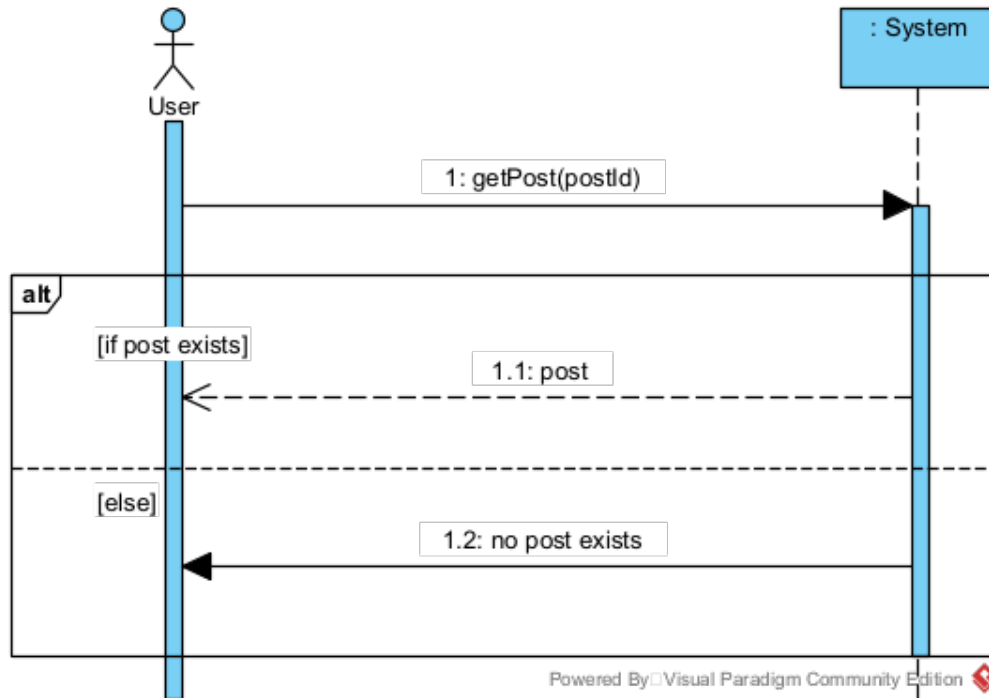 User
: System
1: getPost(postId)
alt
[if post exists]
1.1: post
[else]
1.2: no post exists
Powered By Visual Paradigm Community Edition